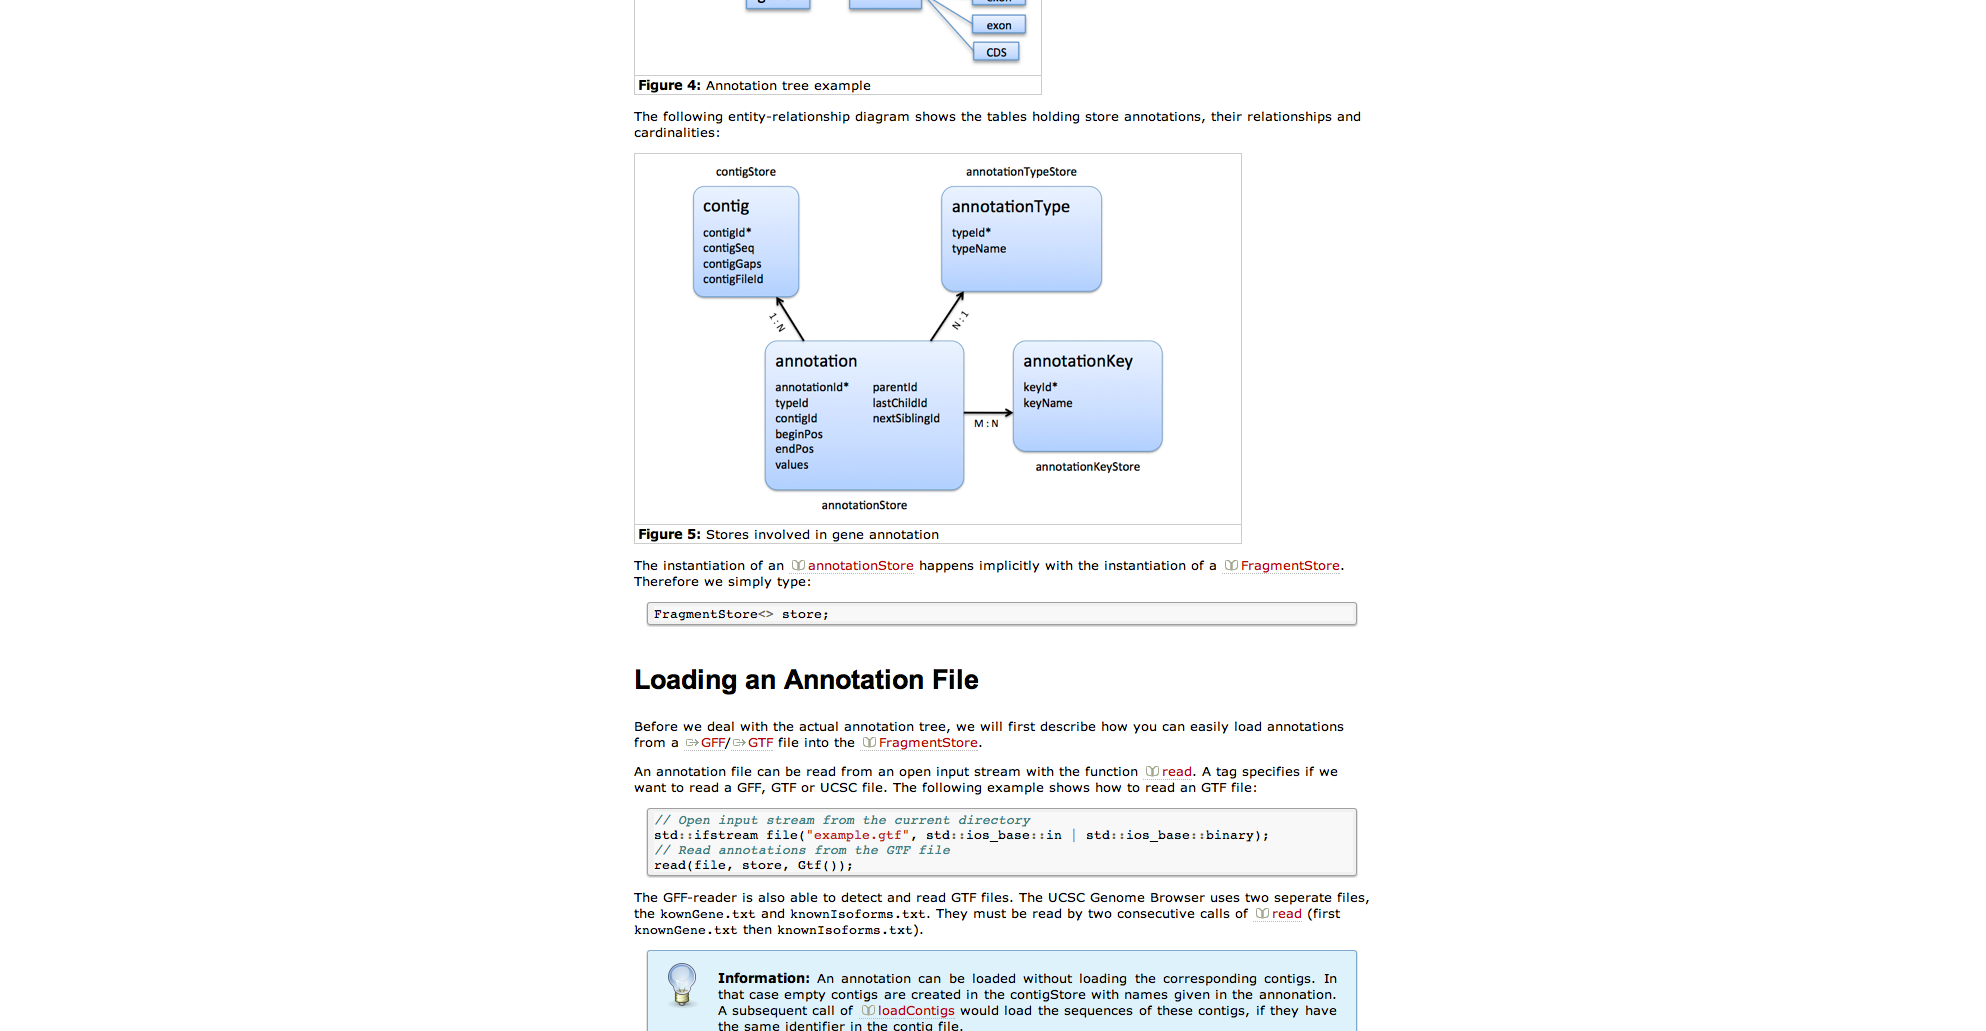 exon
CDS
Figure 4: Annotation tree example
The following entity-relationship diagram shows the tables holding store annotations, their relationships and
cardinalities:
contigStore
annotationTypeStore
contig
contigId*
contigSeq
contigGaps
contigFileId
annotationType
typeId*
typeName
1:N
N:1
annotation
annotationId*
typeId
contigId
beginPos
endPos
values
parentId
lastChildId
nextSiblingId
M:N
annotationKey
keyId*
keyName
annotationKeyStore
annotationStore
Figure 5: Stores involved in gene annotation
The instantiation of an annotationStore happens implicitly with the instantiation of a FragmentStore.
Therefore we simply type:
FragmentStore<> store;
Loading an Annotation File
Before we deal with the actual annotation tree, we will first describe how you can easily load annotations
from a GFF/GTF file into the FragmentStore.
An annotation file can be read from an open input stream with the function read. A tag specifies if we
want to read a GFF, GTF or UCSC file. The following example shows how to read an GTF file:
// Open input stream from the current directory
std::ifstream file("example.gtf", std::ios_base::in | std::ios_base::binary);
// Read annotations from the GTF file
read(file, store, Gtf());
The GFF-reader is also able to detect and read GTF files. The UCSC Genome Browser uses two seperate files,
the kownGene.txt and knownIsoforms.txt. They must be read by two consecutive calls of read (first
knownGene.txt then knownIsoforms.txt).
Information: An annotation can be loaded without loading the corresponding contigs. In
that case empty contigs are created in the contigStore with names given in the annonation.
A subsequent call of loadContigs would load the sequences of these contigs, if they have
the same identifier in the contig file.